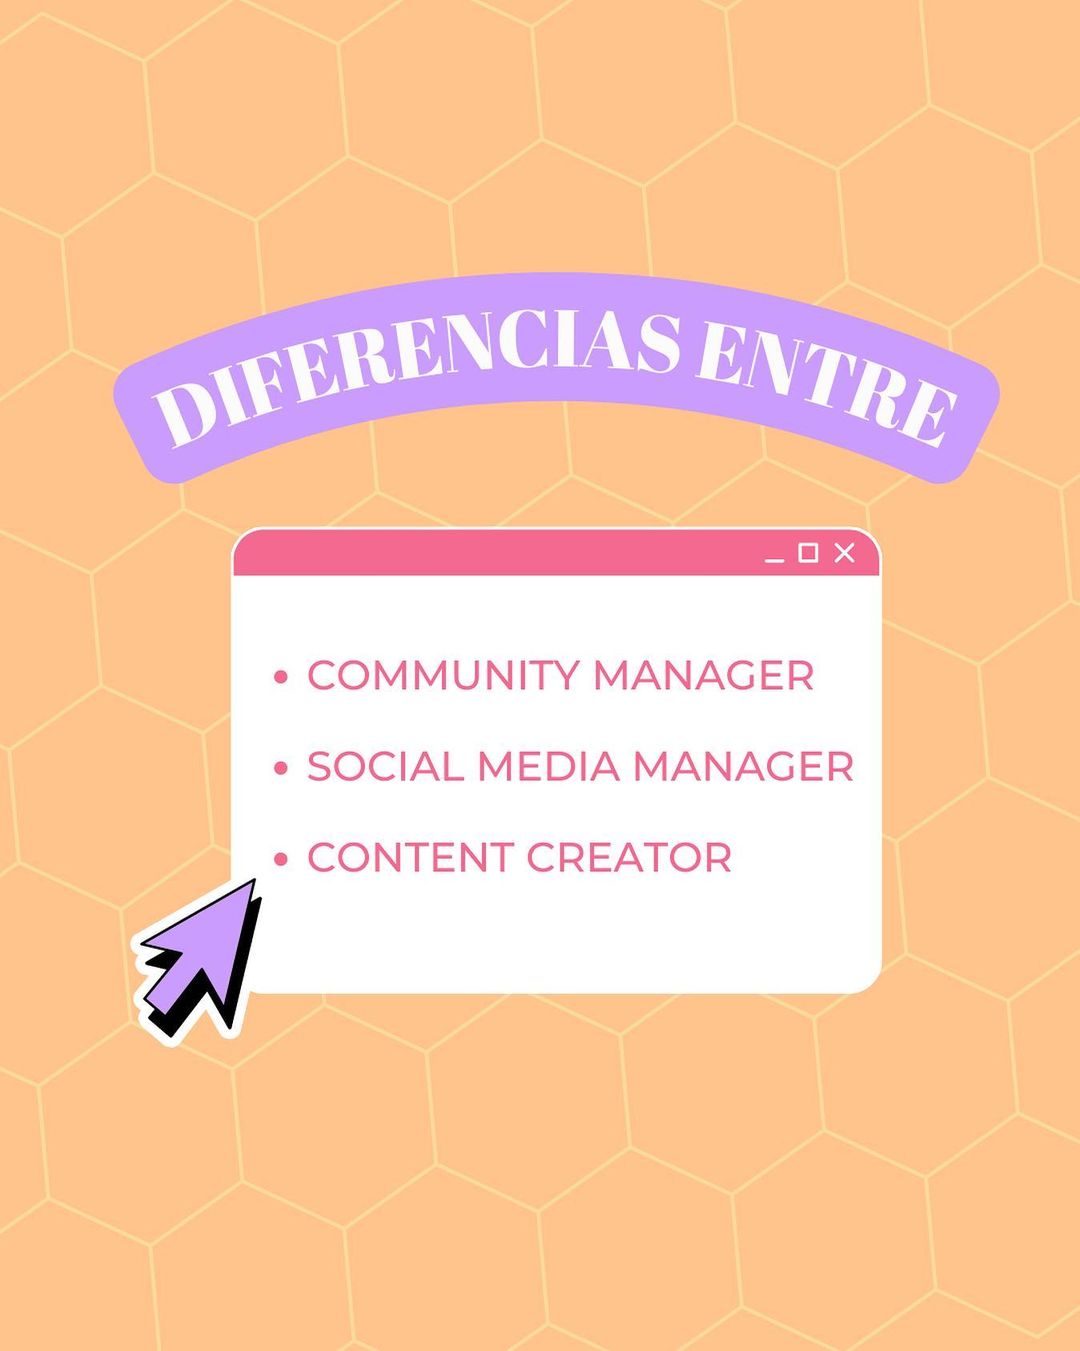 DIFERENCIAS ENTRE
• COMMUNITY MANAGER
• SOCIAL MEDIA MANAGER
• CONTENT CREATOR